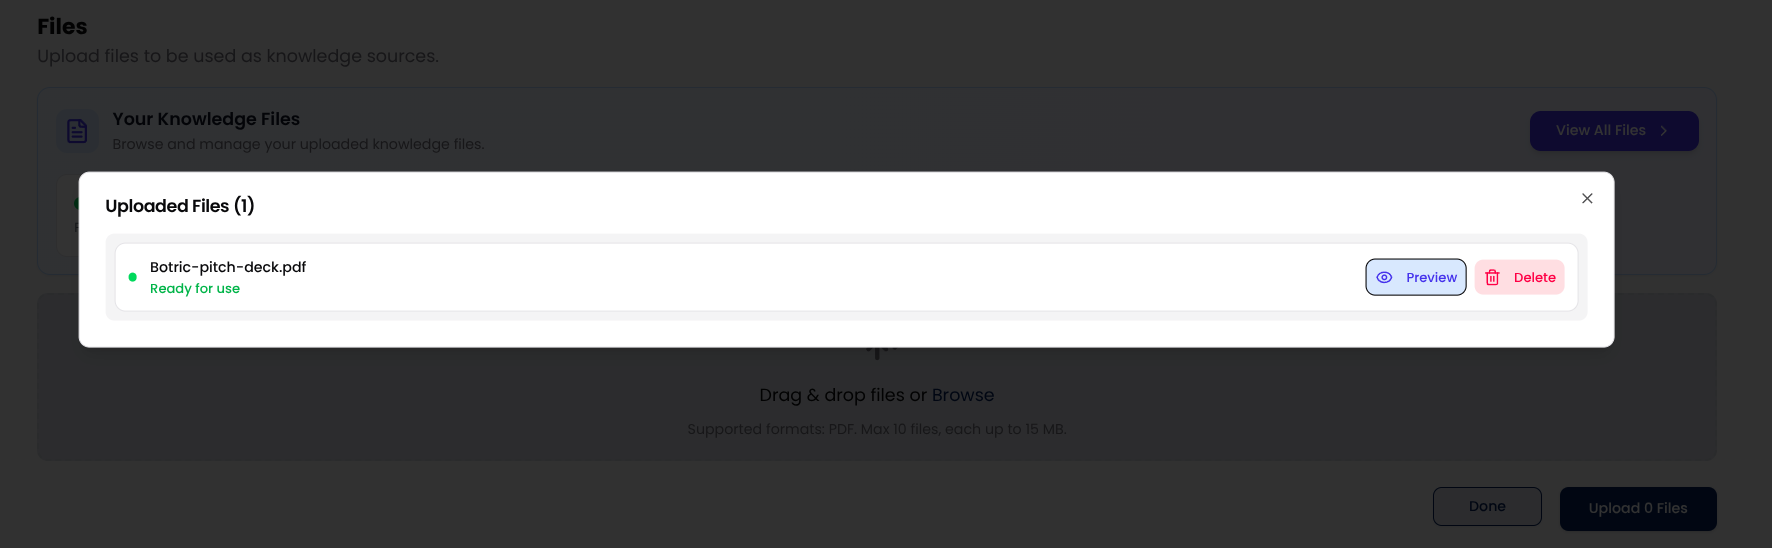 Files
Upload files to be used as knowledge sources.
Your Knowledge Files
Browse and manage your uploaded knowledge files.
View All Files
Uploaded Files (1)
Botric-pitch-deck.pdf
Ready for use
Preview
Delete
Drag & drop files or Browse
Supported formats: PDF. Max 10 files, each up to 15 MB.
Done
Upload 0 Files